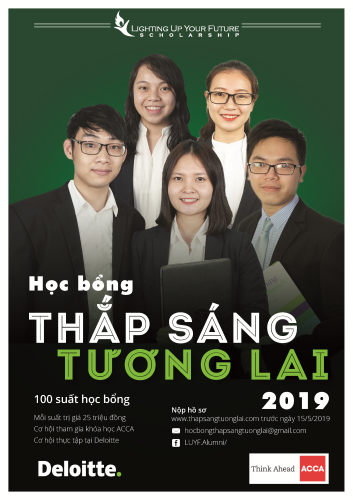 LIGHTING UP YOUR FUTURE
SCHOLARSHIP
Học bổng
THẮP SÁNG
TƯƠNG LAI
2019
100 suất học bổng
Mỗi suất trị giá 25 triệu đồng
Cơ hội tham gia khóa học ACCA
Cơ hội thực tập tại Deloitte
Nộp hồ sơ
www.thapsangtuonglai.com trước ngày 15/5/2019
hocbongthapsangtuonglai@gmail.com
LUYF.Alumni/
Deloitte.
Think Ahead ACCA